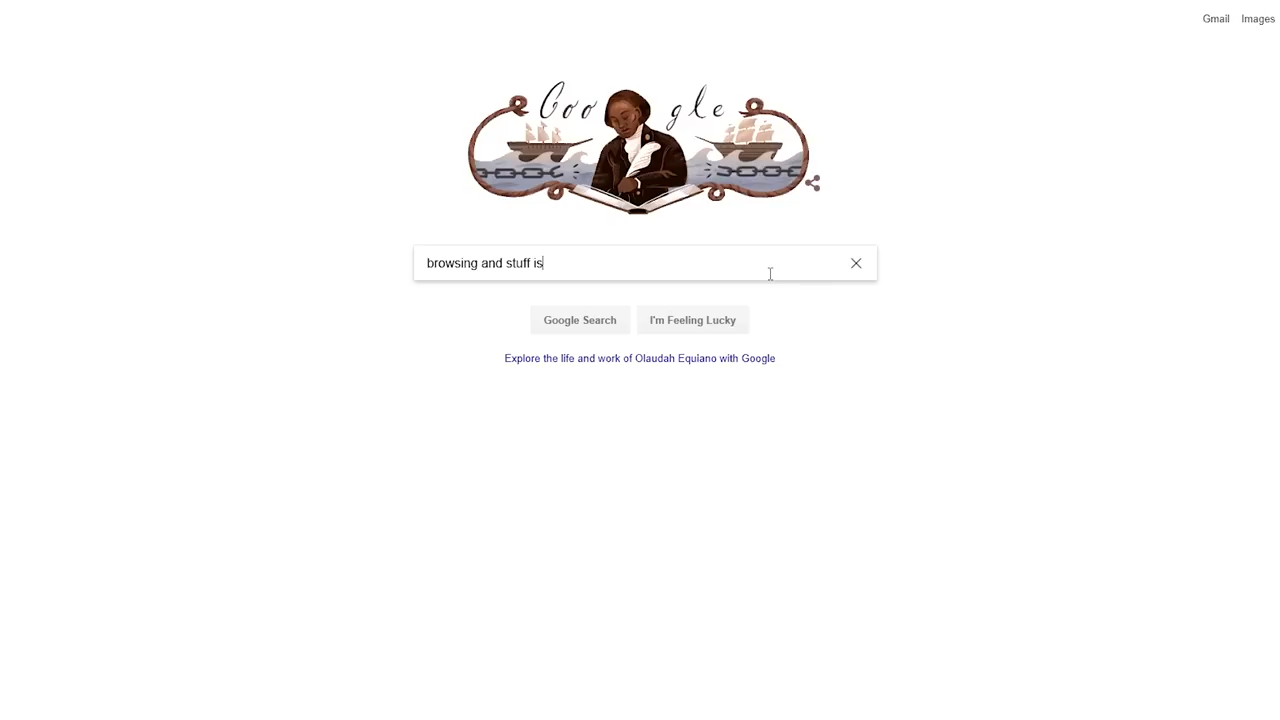 Gmail Images
Google
browsing and stuff is
Google Search I'm Feeling Lucky
Explore the life and work of Olaudah Equiano with Google